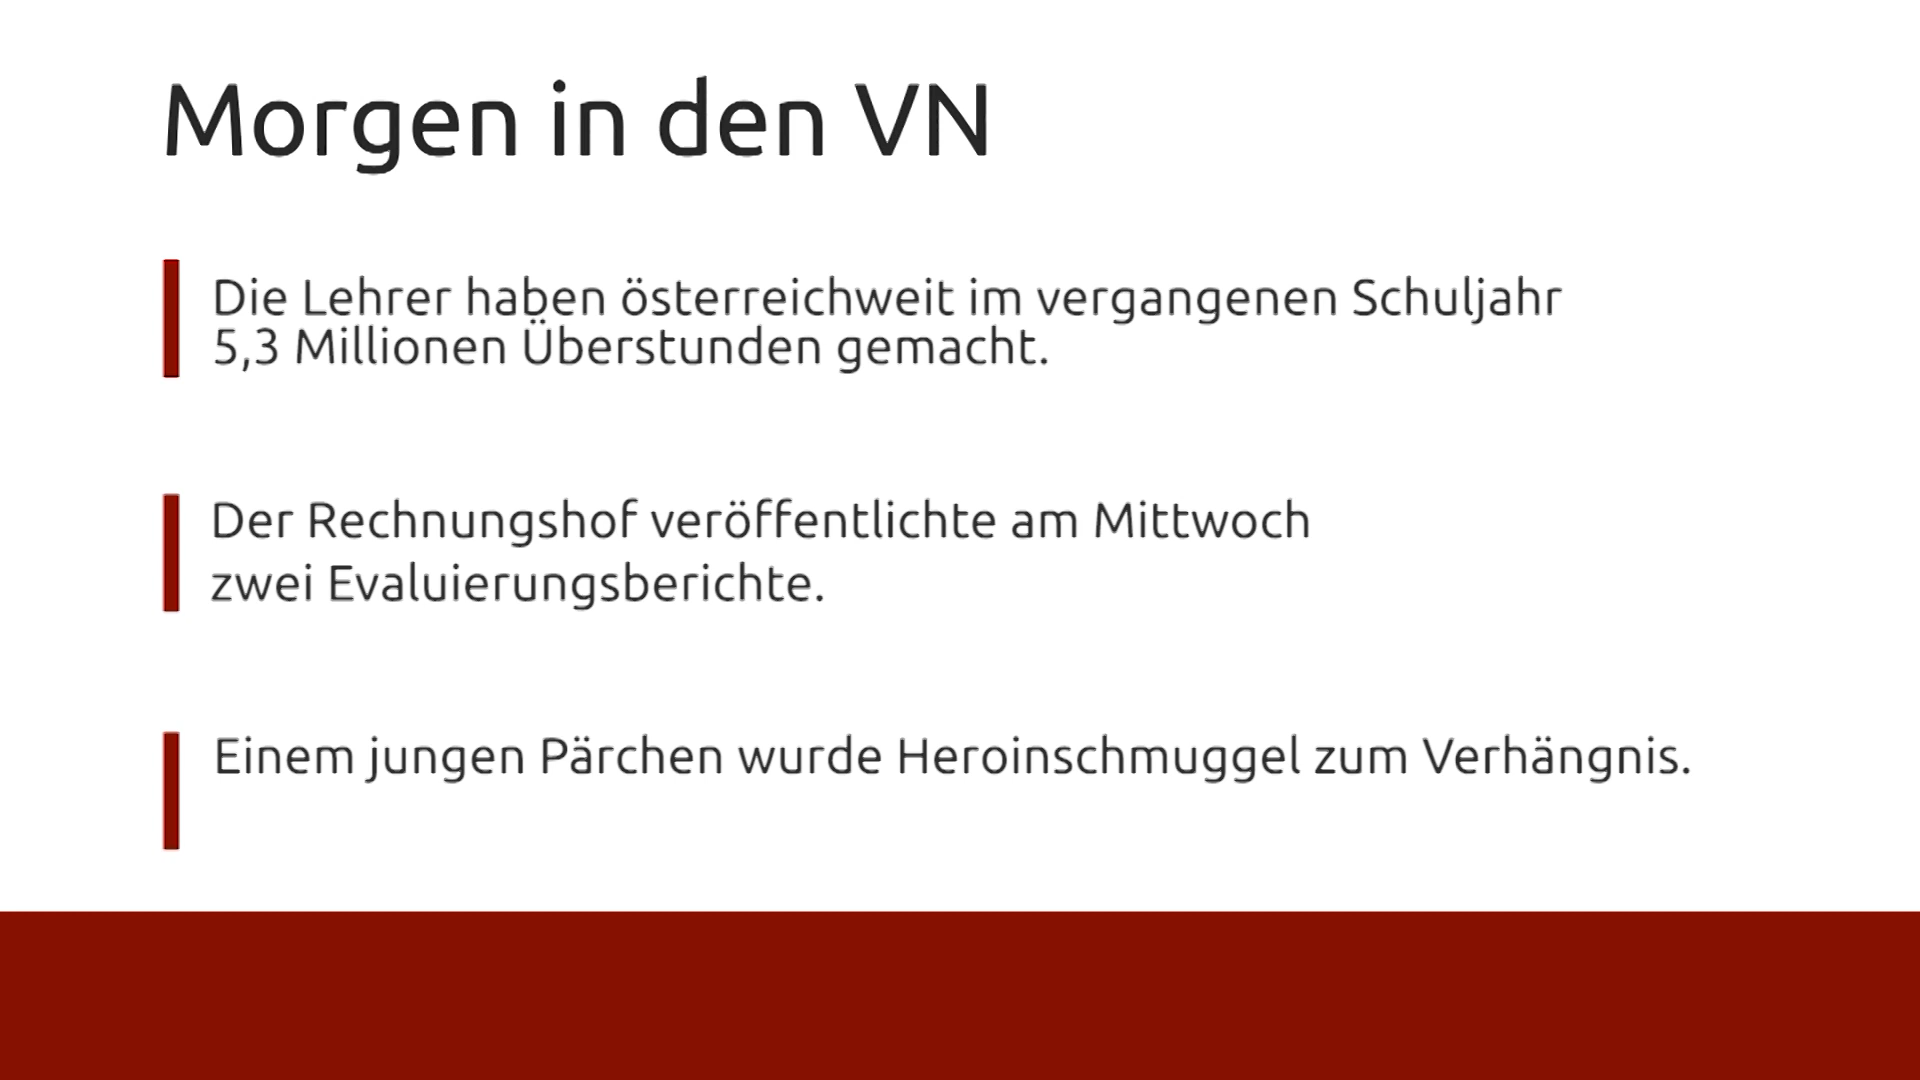 Morgen in den VN
Die Lehrer haben österreichweit im vergangenen Schuljahr
5,3 Millionen Überstunden gemacht.
Der Rechnungshof veröffentlichte am Mittwoch
zwei Evaluierungsberichte.
Einem jungen Pärchen wurde Heroinschmuggel zum Verhängnis.